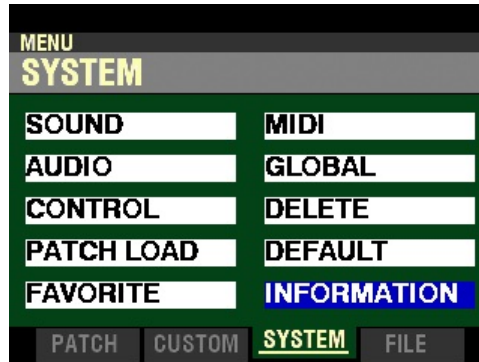 MENU
SYSTEM
SOUND
MIDI
AUDIO
GLOBAL
CONTROL
DELETE
PATCH LOAD
DEFAULT
FAVORITE
INFORMATION
PATCH CUSTOM SYSTEM FILE